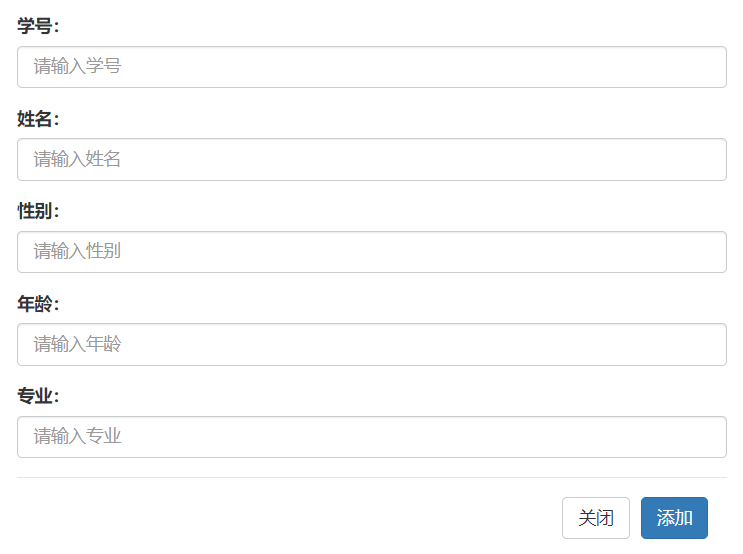 学号：
请输入学号
姓名：
请输入姓名
性别：
请输入性别
年龄：
请输入年龄
专业：
请输入专业
关闭 添加